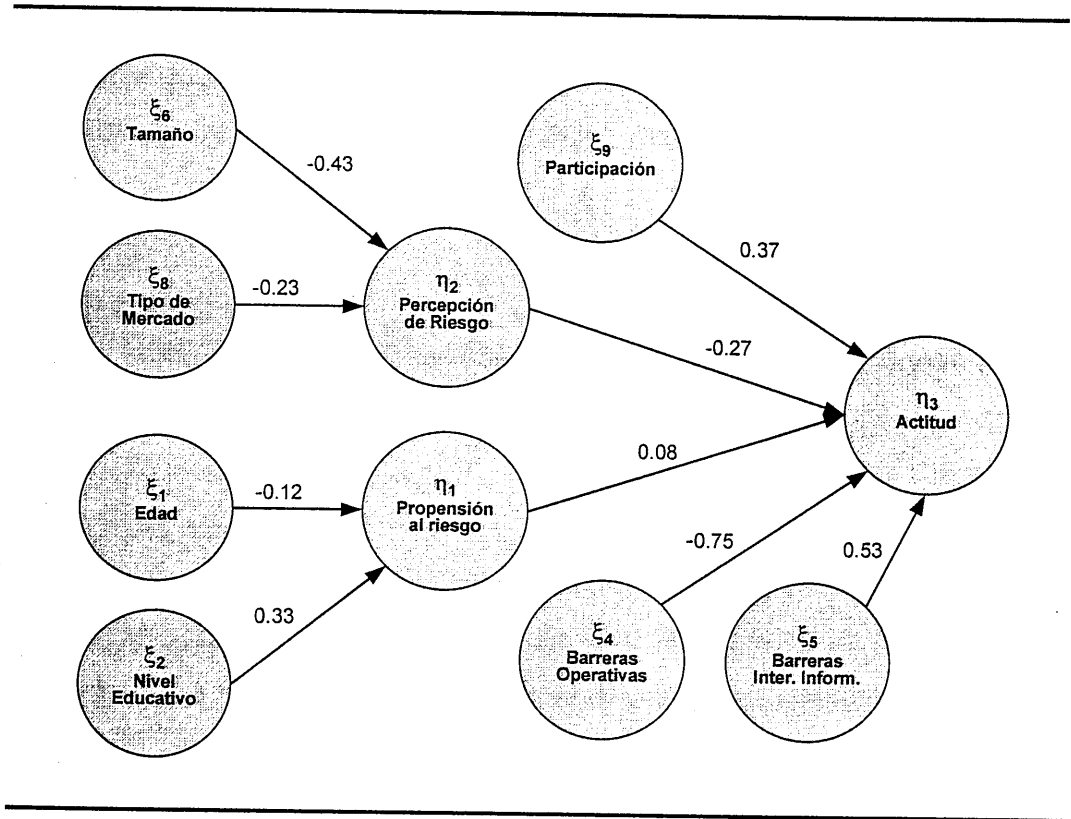 ξ6
Tamaño
-0.43
ξ8
Tipo de
Mercado
-0.23
η2
Percepción
de Riesgo
ξ9
Participación
0.37
-0.27
η3
Actitud
ξ1
Edad
-0.12
η1
Propensión
al riesgo
0.08
ξ2
Nivel
Educativo
0.33
-0.75
0.53
ξ4
Barreras
Operativas
ξ5
Barreras
Inter. Inform.